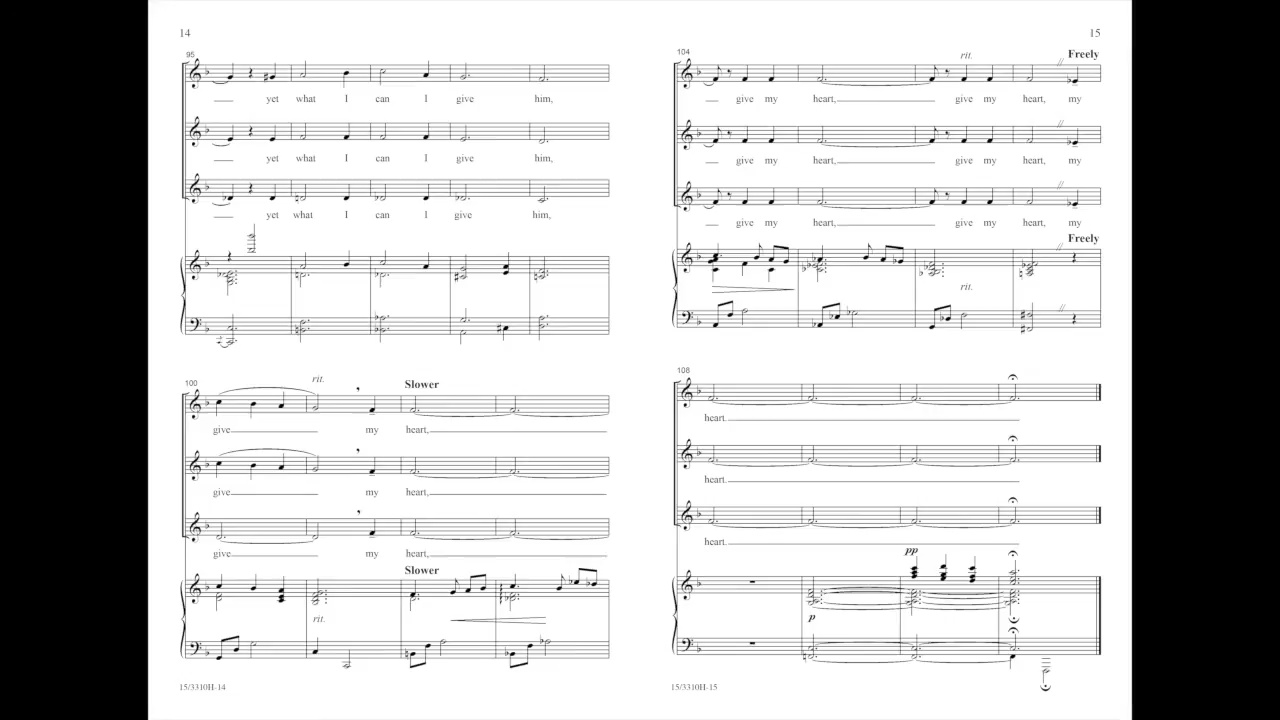 14
95
yet what I can I give him,
yet what I can I give him,
yet what I can I give him,
100
rit.
Slower
give my heart,
give my heart,
give my heart,
Slower
rit.
15/3310H-14
15
104
rit.
Freely
give my heart, give my heart, my
give my heart, give my heart, my
give my heart, give my heart, my
Freely
rit.
108
heart.
heart.
heart.
pp
p
15/3310H-15